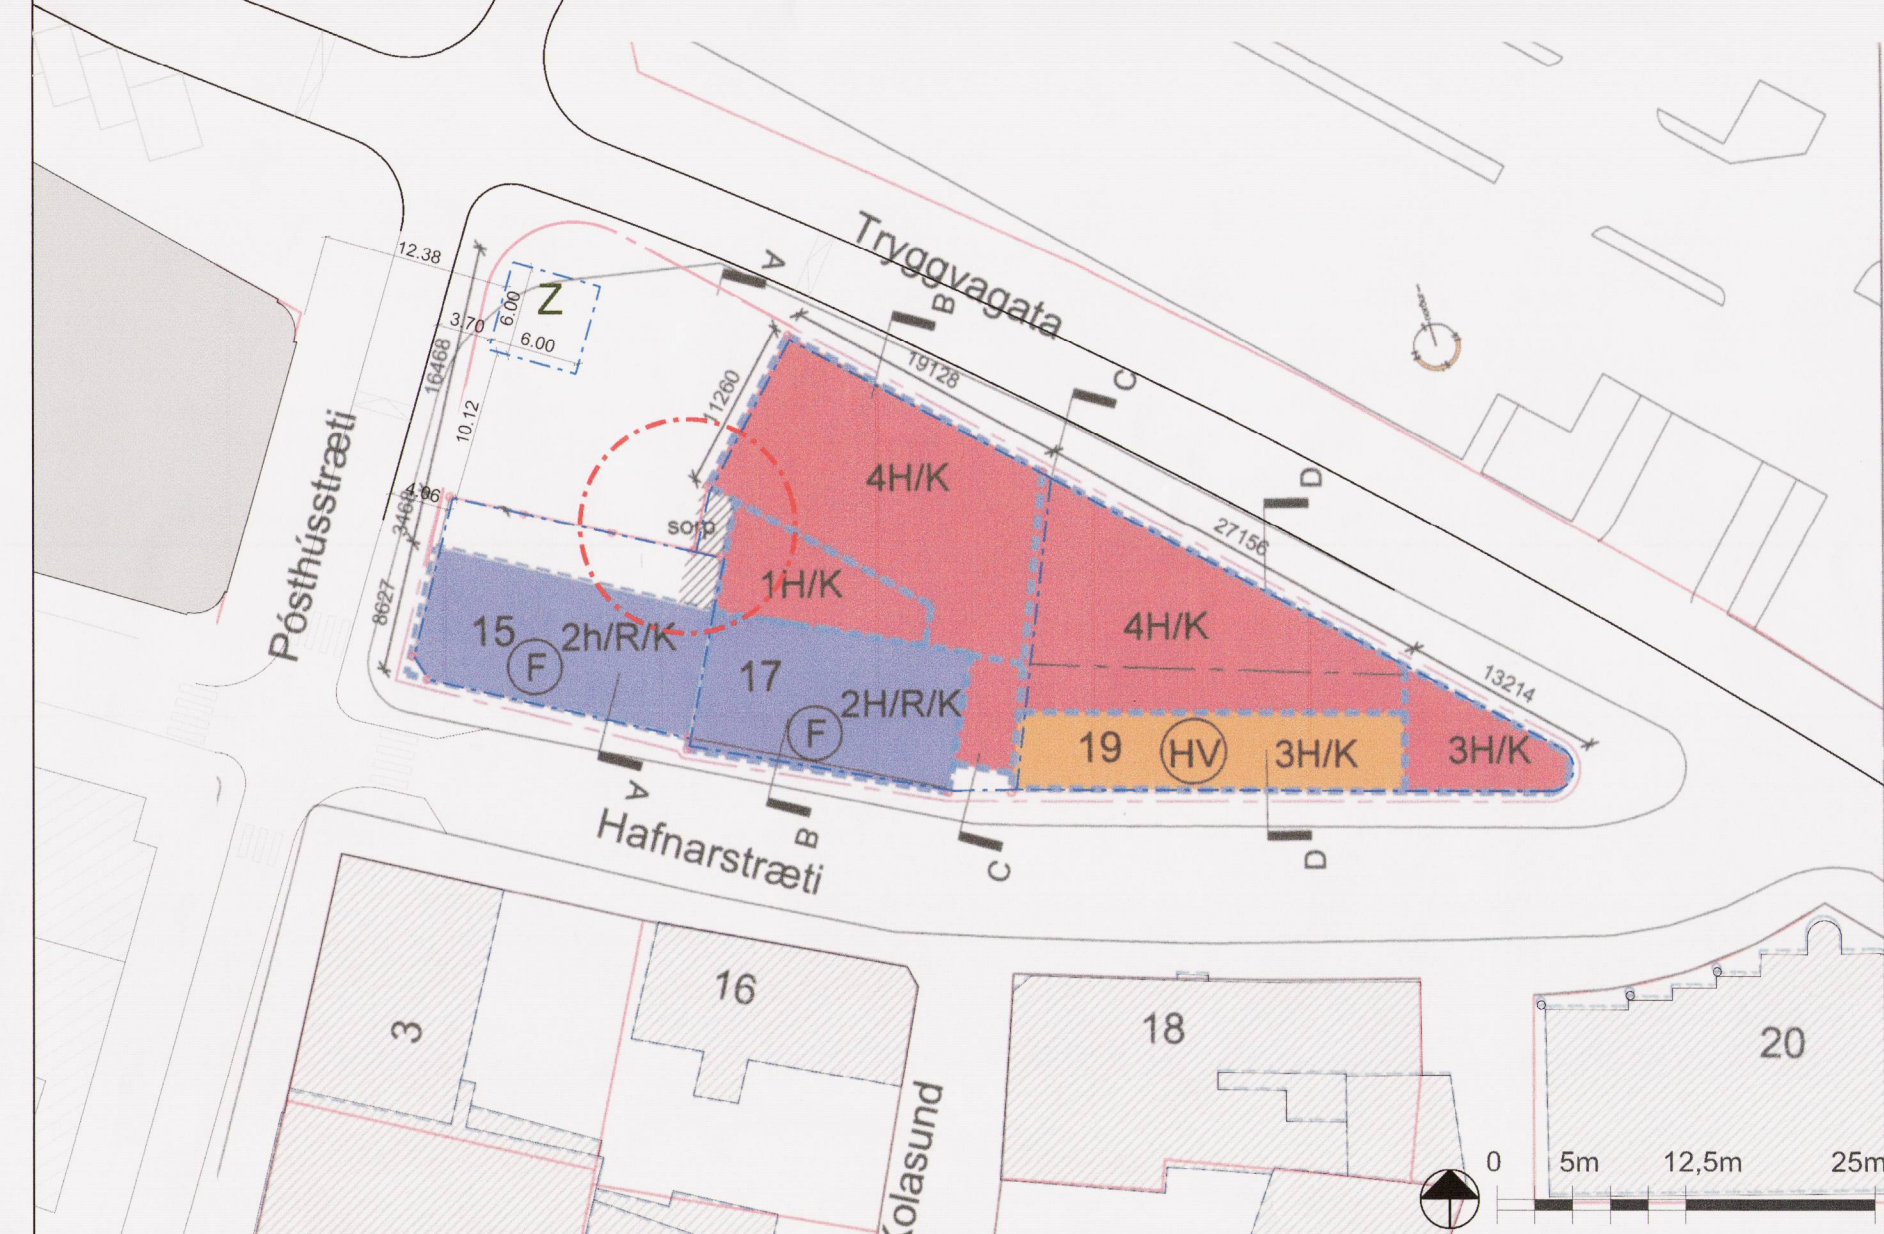 12.38
A
Tryggvagata
B
6.00
Z
3.70
6.00
16468
19128
C
11260
10.12
4H/K
D
Pósthússtræti
4.06
3468
sorp
27156
1H/K
8627
4H/K
15
F
2h/R/K
17
2H/R/K
F
13214
19
HV
3H/K
3H/K
A
B
C
D
Hafnarstræti
3
16
18
20
Kolasund
0
5m
12,5m
25m